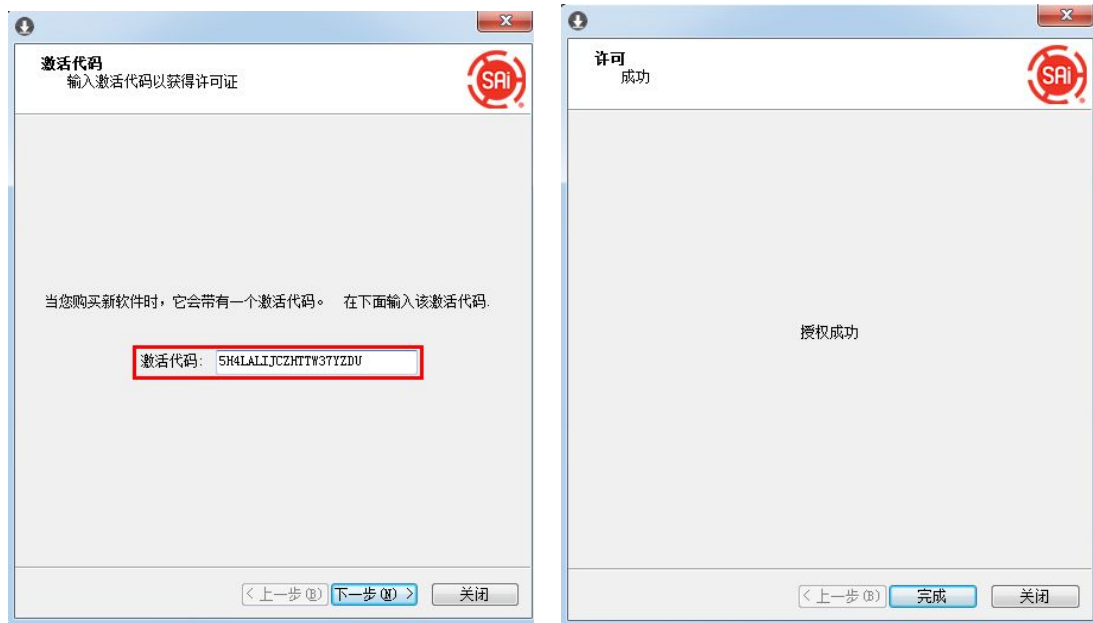 激活代码
输入激活代码以获得许可证
SAi
当您购买新软件时，它会带有一个激活代码。 在下面输入该激活代码.
激活代码: 5H4LALIJCZHTTW37YZDU
<上一步(B) 下一步(N) > 关闭
许可
成功
SAi
授权成功
<上一步(B) 完成 关闭